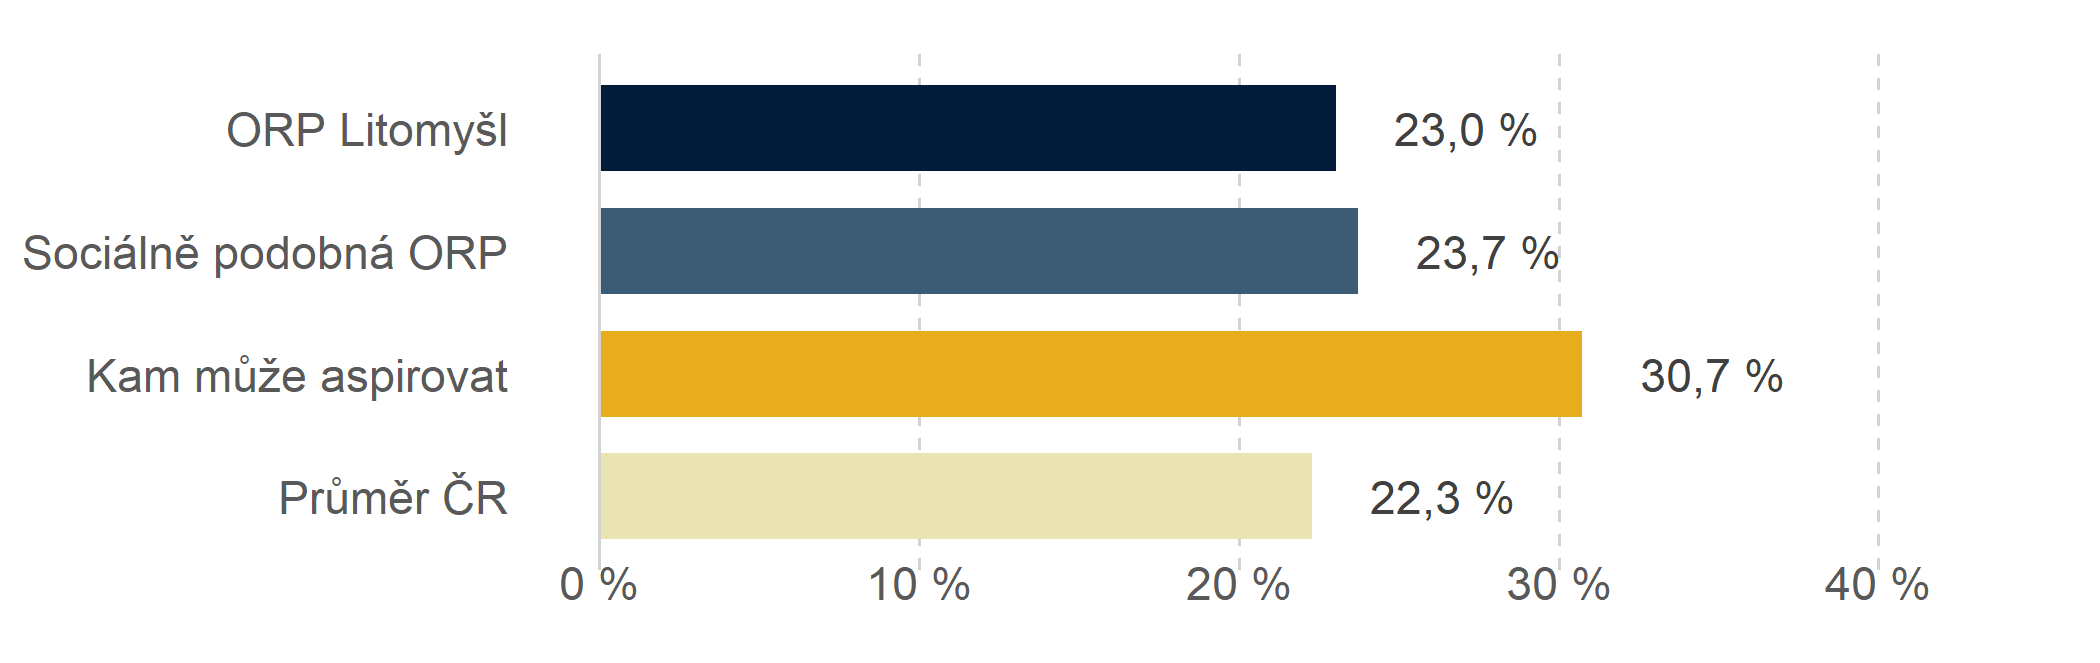 ORP Litomyšl
23,0 %
Sociálně podobná ORP
23,7 %
Kam může aspirovat
30,7 %
Průměr ČR
22,3 %
0 %
10 %
20 %
30 %
40 %